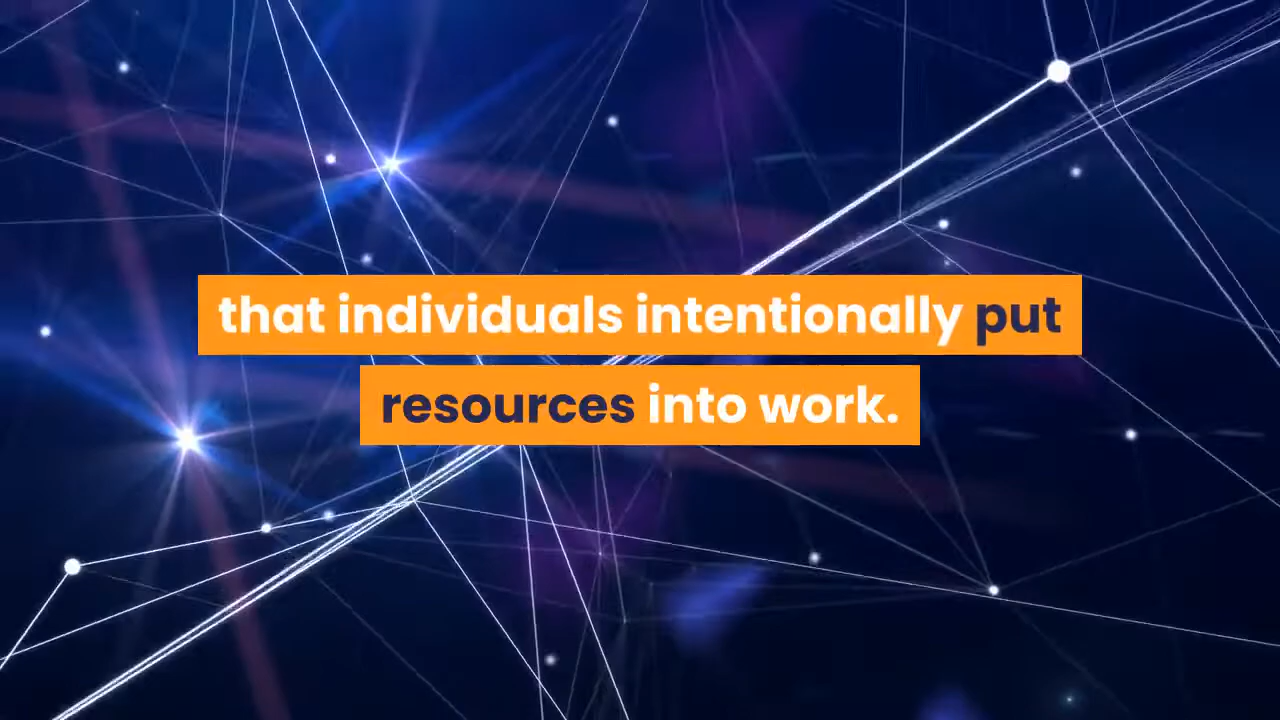 that individuals intentionally put
resources into work.